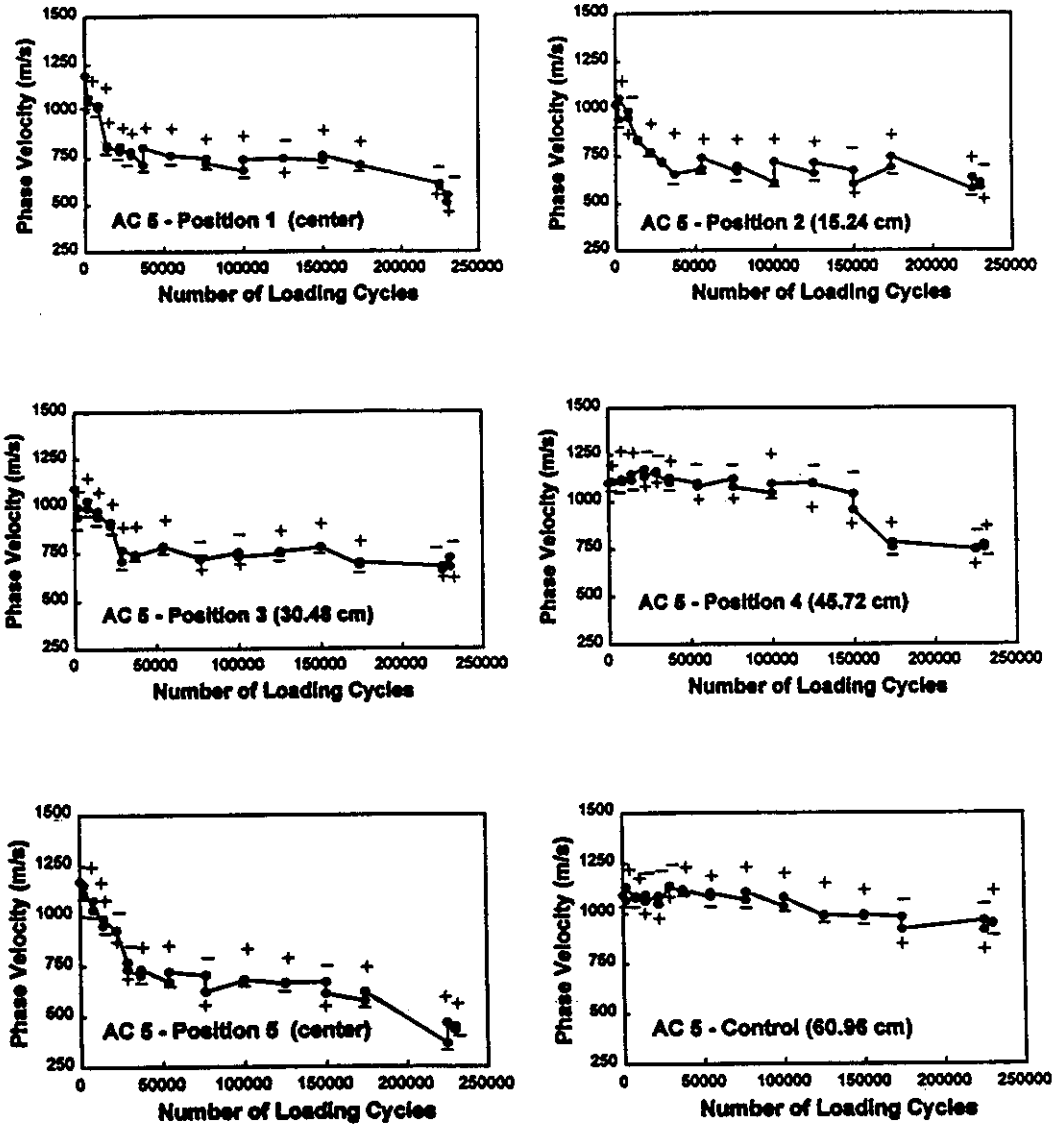 1500
1250
1000
750
500
250
Phase Velocity (m/s)
AC 5 - Position 1 (center)
0 50000 100000 150000 200000 250000
Number of Loading Cycles
1500
1250
1000
750
500
250
Phase Velocity (m/s)
AC 5 - Position 2 (15.24 cm)
0 50000 100000 150000 200000 250000
Number of Loading Cycles
1500
1250
1000
750
500
250
Phase Velocity (m/s)
AC 5 - Position 3 (30.48 cm)
0 50000 100000 150000 200000 250000
Number of Loading Cycles
1500
1250
1000
750
500
250
Phase Velocity (m/s)
AC 5 - Position 4 (45.72 cm)
0 50000 100000 150000 200000 250000
Number of Loading Cycles
1500
1250
1000
750
500
250
Phase Velocity (m/s)
AC 5 - Position 5 (center)
0 50000 100000 150000 200000 250000
Number of Loading Cycles
1500
1250
1000
750
500
250
Phase Velocity (m/s)
AC 5 - Control (60.96 cm)
0 50000 100000 150000 200000 250000
Number of Loading Cycles